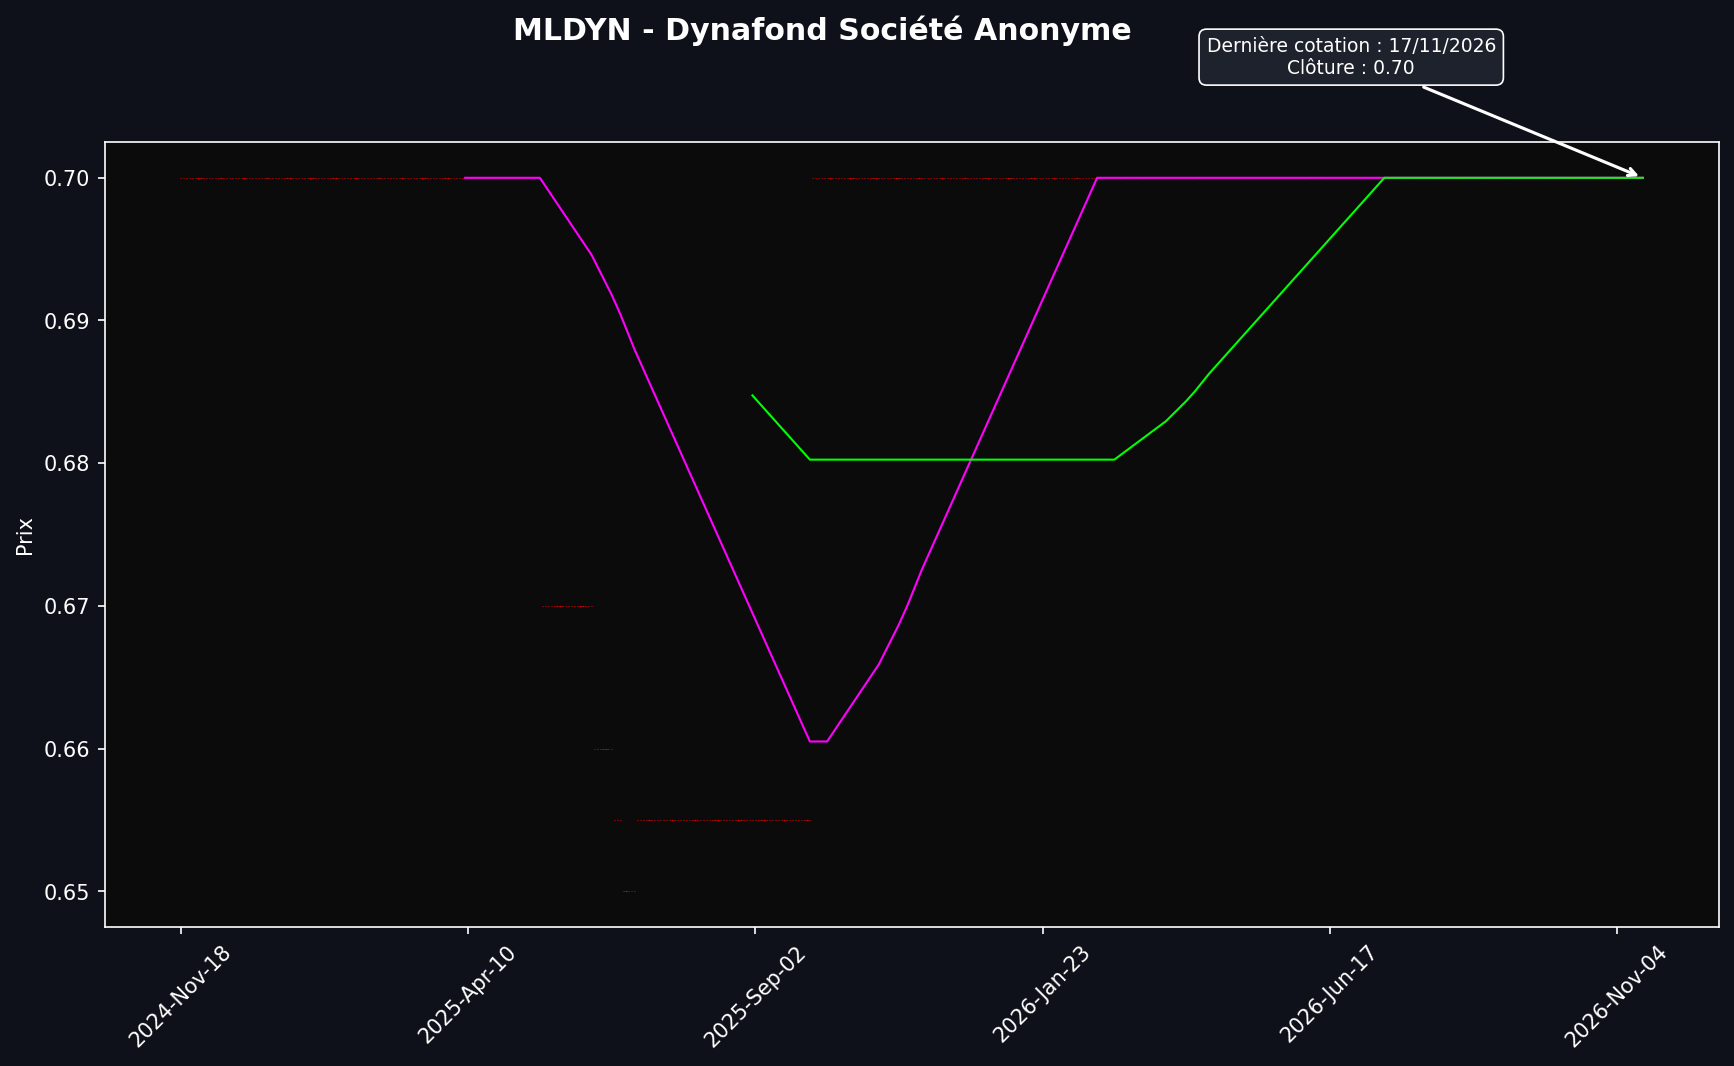 MLDYN - Dynafond Société Anonyme
Dernière cotation : 17/11/2026
Clôture : 0.70
0.70
0.69
0.68
0.67
0.66
0.65
Prix
2024-Nov-18
2025-Apr-10
2025-Sep-02
2026-Jan-23
2026-Jun-17
2026-Nov-04